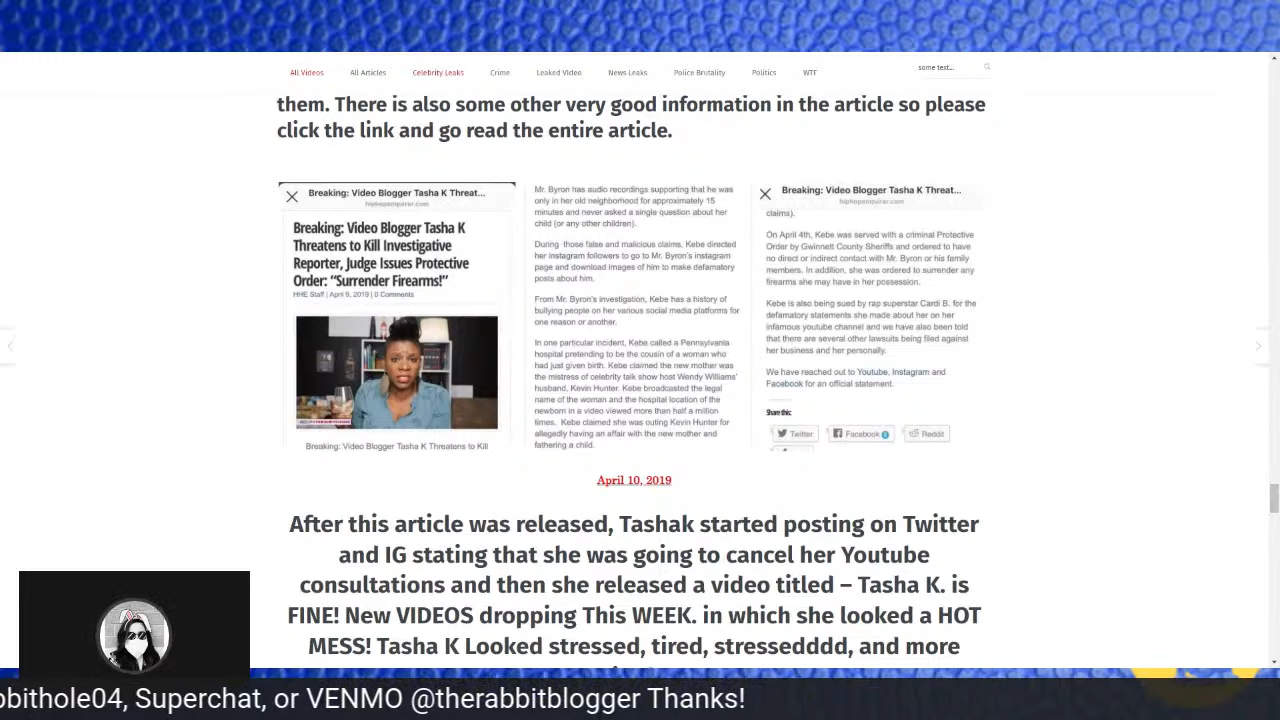 All Videos
All Articles
Celebrity Leaks
Crime
Leaked Video
News Leaks
Police Brutality
Politics
WTF
some text...
them. There is also some other very good information in the article so please
click the link and go read the entire article.
Breaking: Video Blogger Tasha K Threat...
hiphopenquirer.com
Breaking: Video Blogger Tasha K
Threatens to Kill Investigative
Reporter, Judge Issues Protective
Order: “Surrender Firearms!”
HHE Staff | April 9, 2019 | 0 Comments
Breaking: Video Blogger Tasha K Threatens to Kill
Mr. Byron has audio recordings supporting that he was
only in her old neighborhood for approximately 15
minutes and never asked a single question about her
child (or any other children).
During those false and malicious claims, Kebe directed
her instagram followers to go to Mr. Byron's instagram
page and download images of him to make defamatory
posts about him.
From Mr. Byron's investigation, Kebe has a history of
bullying people on her various social media platforms for
one reason or another.
In one particular incident, Kebe called a Pennsylvania
hospital pretending to be the cousin of a woman who
had just given birth. Kebe claimed the new mother was
the mistress of celebrity talk show host Wendy Williams'
husband, Kevin Hunter. Kebe broadcasted the legal
name of the woman and the hospital location of the
newborn in a video viewed more than half a million
times. Kebe claimed she was outing Kevin Hunter for
allegedly having an affair with the new mother and
fathering a child.
Breaking: Video Blogger Tasha K Threat...
hiphopenquirer.com
claims).
On April 4th, Kebe was served with a criminal Protective
Order by Gwinnett County Sheriffs and ordered to have
no direct or indirect contact with Mr. Byron or his family
members. In addition, she was ordered to surrender any
firearms she may have in her possession.
Kebe is also being sued by rap superstar Cardi B. for the
defamatory statements she made about her on her
infamous youtube channel and we have also been told
that there are several other lawsuits being filed against
her business and her personally.
We have reached out to Youtube, Instagram and
Facebook for an official statement.
Share this:
Twitter
Facebook
Reddit
April 10, 2019
After this article was released, Tashak started posting on Twitter
and IG stating that she was going to cancel her Youtube
consultations and then she released a video titled – Tasha K. is
FINE! New VIDEOS dropping This WEEK. in which she looked a HOT
MESS! Tasha K Looked stressed, tired, stressedddd, and more
obbithole04, Superchat, or VENMO @therabbitblogger Thanks!